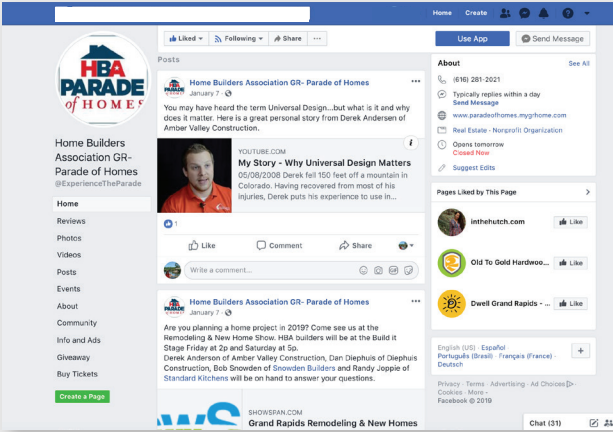 Home Create
HBA
PARADE
of HOMES
Home Builders
Association GR-
Parade of Homes
@ExperienceTheParade
Home
Reviews
Photos
Videos
Posts
Events
About
Community
Info and Ads
Giveaway
Buy Tickets
Create a Page
Liked Following Share ...
Posts
Home Builders Association GR- Parade of Homes
January 7 ·
You may have heard the term Universal Design...but what is it and why
does it matter. Here is a great personal story from Derek Andersen of
Amber Valley Construction.
YOUTUBE.COM
My Story - Why Universal Design Matters
05/08/2008 Derek fell 150 feet off a mountain in
Colorado. Having recovered from most of his
injuries, Derek puts his experience to use in...
1
Like Comment Share
Write a comment...
GIF
Home Builders Association GR- Parade of Homes
January 7 ·
Are you planning a home project in 2019? Come see us at the
Remodeling & New Home Show. HBA builders will be at the Build it
Stage Friday at 2p and Saturday at 5p.
Derek Anderson of Amber Valley Construction, Dan Diephuis of Diephuis
Construction, Bob Snowden of Snowden Builders and Randy Joppie of
Standard Kitchens will be on hand to answer your questions.
SHOWSPAN.COM
Grand Rapids Remodeling & New Homes
Use App Send Message
About See All
(616) 281-2021
Typically replies within a day
Send Message
www.paradeofhomes.mygrhome.com
Real Estate · Nonprofit Organization
Opens tomorrow
Closed Now
Suggest Edits
Pages Liked by This Page
inthehutch.com Like
Old To Gold Hardwoo... Like
Dwell Grand Rapids - ... Like
English (US) · Español ·
Português (Brasil) · Français (France) ·
Deutsch
+
Privacy · Terms · Advertising · Ad Choices ·
Cookies · More
Facebook © 2019
Chat (31)